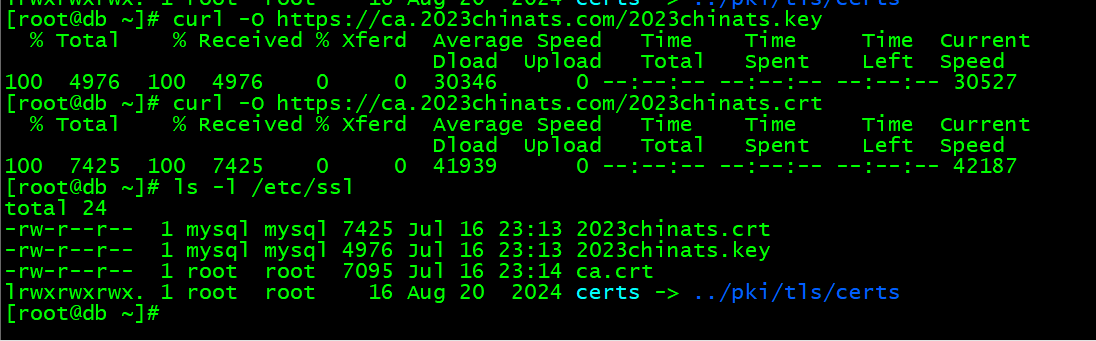 lrwxrwxrwx. 1 root  root    16 Aug 20  2024 certs -> ../pki/tls/certs
[root@db ~]# curl -O https://ca.2023chinats.com/2023chinats.key
  % Total    % Received % Xferd  Average Speed   Time    Time     Time  Current
                                 Dload  Upload   Total   Spent    Left  Speed
100  4976  100  4976    0     0  30346      0 --:--:-- --:--:-- --:--:-- 30527
[root@db ~]# curl -O https://ca.2023chinats.com/2023chinats.crt
  % Total    % Received % Xferd  Average Speed   Time    Time     Time  Current
                                 Dload  Upload   Total   Spent    Left  Speed
100  7425  100  7425    0     0  41939      0 --:--:-- --:--:-- --:--:-- 42187
[root@db ~]# ls -l /etc/ssl
total 24
-rw-r--r--  1 mysql mysql 7425 Jul 16 23:13 2023chinats.crt
-rw-r--r--  1 mysql mysql 4976 Jul 16 23:13 2023chinats.key
-rw-r--r--  1 root  root  7095 Jul 16 23:14 ca.crt
lrwxrwxrwx. 1 root  root    16 Aug 20  2024 certs -> ../pki/tls/certs
[root@db ~]#